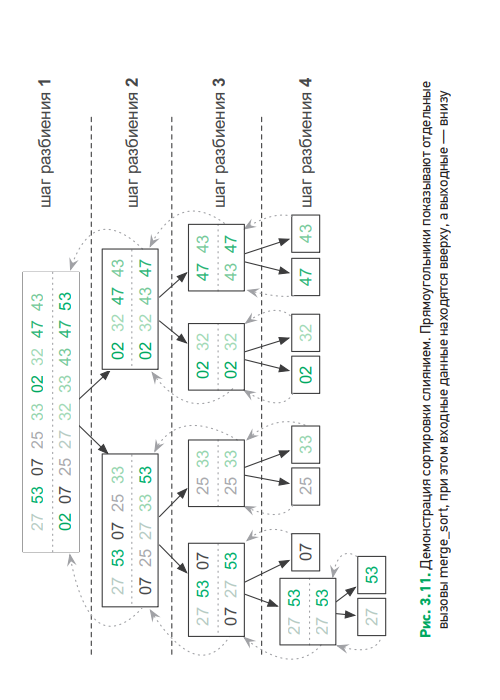 27 53 07 25 33 02 32 47 43
шаг разбиения 1
02 07 25 27 32 33 43 47 53
27 53 07 25 33
02 32 47 43
шаг разбиения 2
07 25 27 33 53
02 32 43 47
27 53 07
25 33
02 32
47 43
шаг разбиения 3
07 27 53
25 33
02 32
43 47
27 53
27 53
07
25
33
02
32
47
43
шаг разбиения 4
27
53
Рис. 3.11. Демонстрация сортировки слиянием. Прямоугольники показывают отдельные
вызовы merge_sort, при этом входные данные находятся вверху, а выходные — внизу